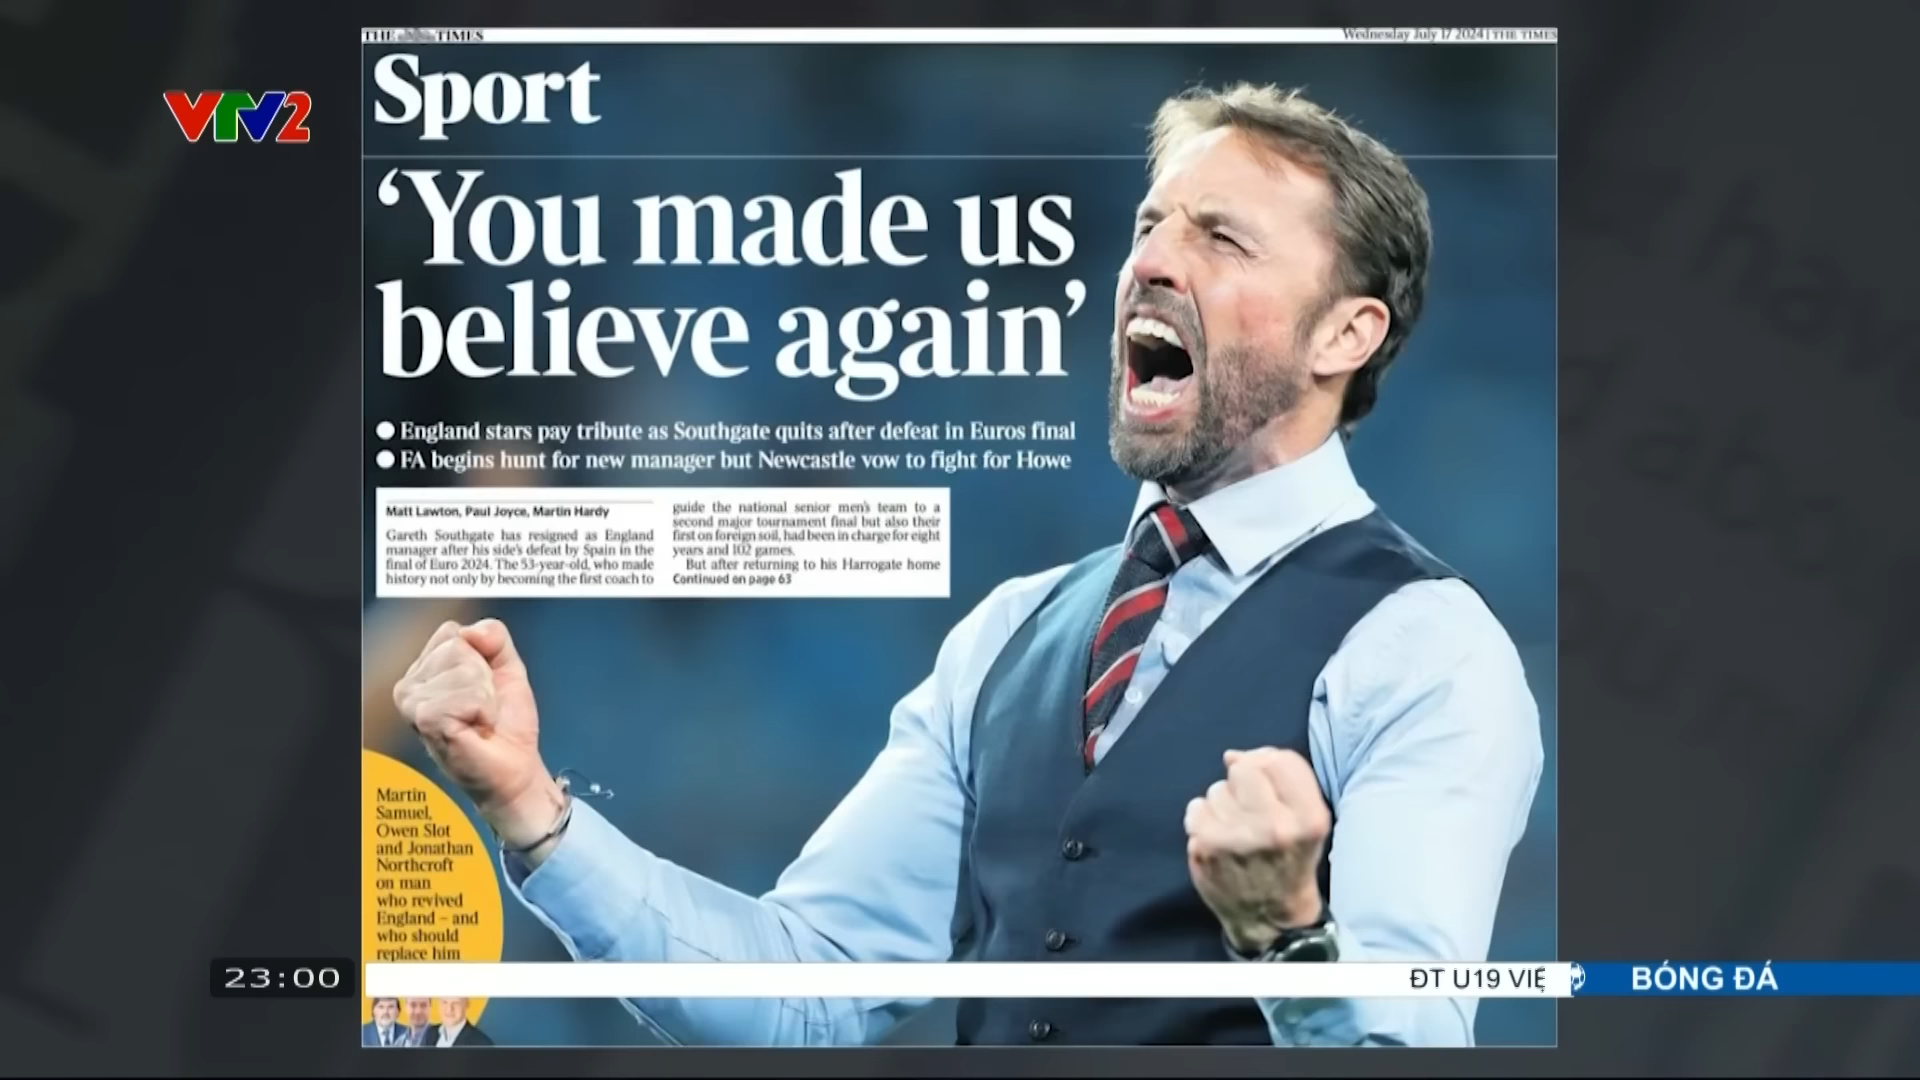 THE TIMES
Wednesday July 17 2024 | THE TIMES
VTV2
Sport
‘You made us
believe again’
● England stars pay tribute as Southgate quits after defeat in Euros final
● FA begins hunt for new manager but Newcastle vow to fight for Howe
Matt Lawton, Paul Joyce, Martin Hardy
Gareth Southgate has resigned as England
manager after his side's defeat by Spain in the
final of Euro 2024. The 53-year-old, who made
history not only by becoming the first coach to
guide the national senior men's team to a
second major tournament final but also their
first on foreign soil, had been in charge for eight
years and 102 games.
But after returning to his Harrogate home
Continued on page 63
Martin
Samuel,
Owen Slot
and Jonathan
Northcroft
on man
who revived
England – and
who should
replace him
23:00
ĐT U19 VIỆ
BÓNG ĐÁ